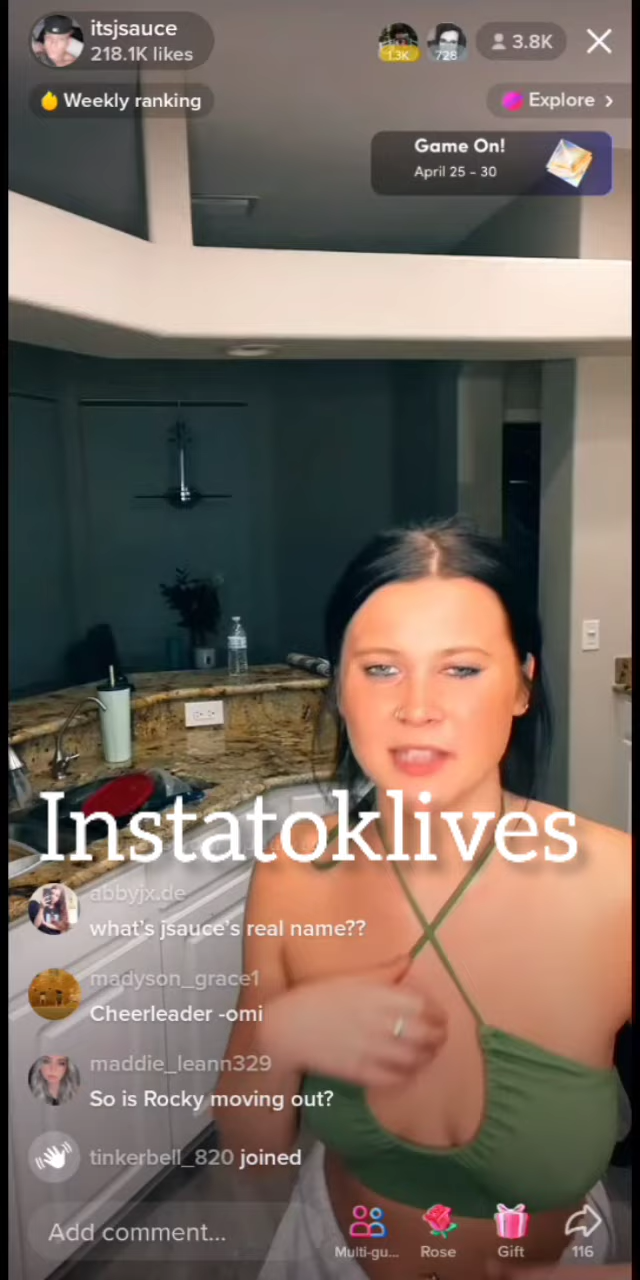 itsjsauce
218.1K likes
1.3K
728
3.8K
Weekly ranking
Explore >
Game On!
April 25 - 30
Instatoklives
abbyjx.de
what's jsauce's real name??
madyson_grace1
Cheerleader -omi
maddie_leann329
So is Rocky moving out?
tinkerbell_820 joined
Add comment...
Multi-gu...
Rose
Gift
116